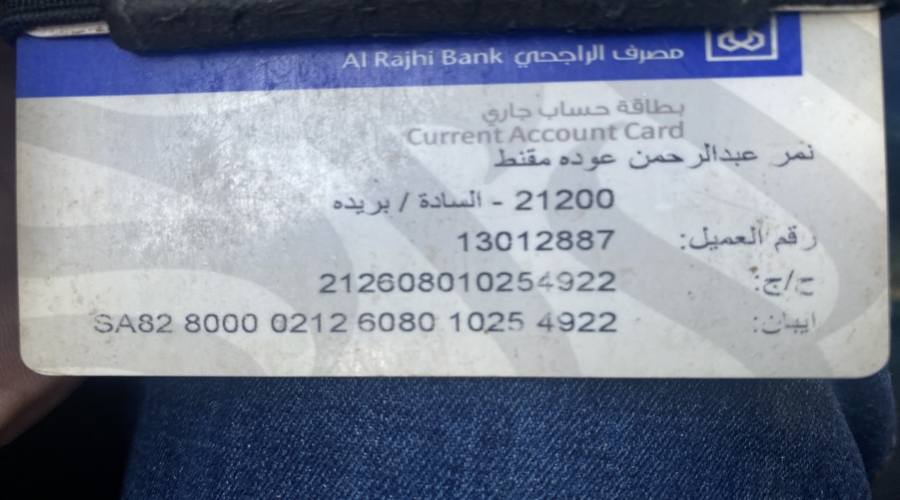 مصرف الراجحي Al Rajhi Bank
بطاقة حساب جاري
Current Account Card
نمر عبدالرحمن عوده مقنط
21200 - السادة / بريده
رقم العميل: 13012887
ح/ج: 212608010254922
ايبان: SA82 8000 0212 6080 1025 4922